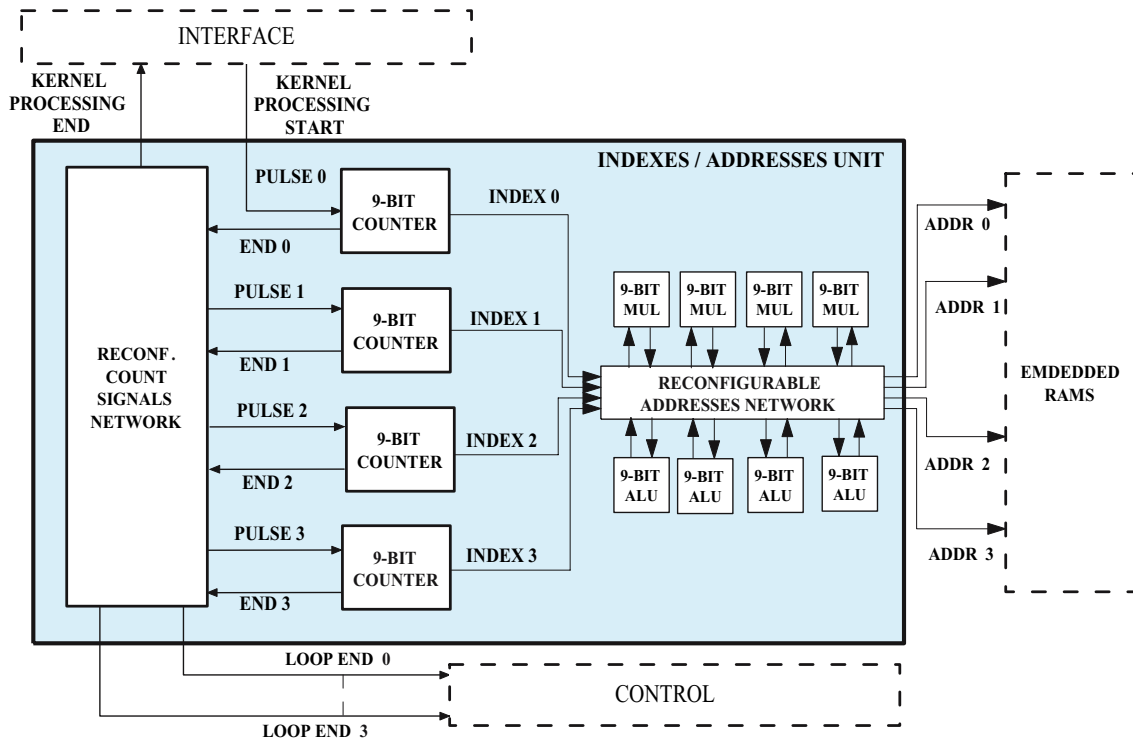 INTERFACE
KERNEL
PROCESSING
END
KERNEL
PROCESSING
START
INDEXES / ADDRESSES UNIT
PULSE 0
9-BIT
COUNTER
INDEX 0
END 0
ADDR 0
PULSE 1
9-BIT
COUNTER
INDEX 1
END 1
9-BIT
MUL
9-BIT
MUL
9-BIT
MUL
9-BIT
MUL
ADDR 1
RECONF.
COUNT
SIGNALS
NETWORK
RECONFIGURABLE
ADDRESSES NETWORK
EMDEDDED
RAMS
PULSE 2
9-BIT
COUNTER
INDEX 2
END 2
9-BIT
ALU
9-BIT
ALU
9-BIT
ALU
9-BIT
ALU
ADDR 2
PULSE 3
9-BIT
COUNTER
INDEX 3
END 3
ADDR 3
LOOP END 0
LOOP END 3
CONTROL